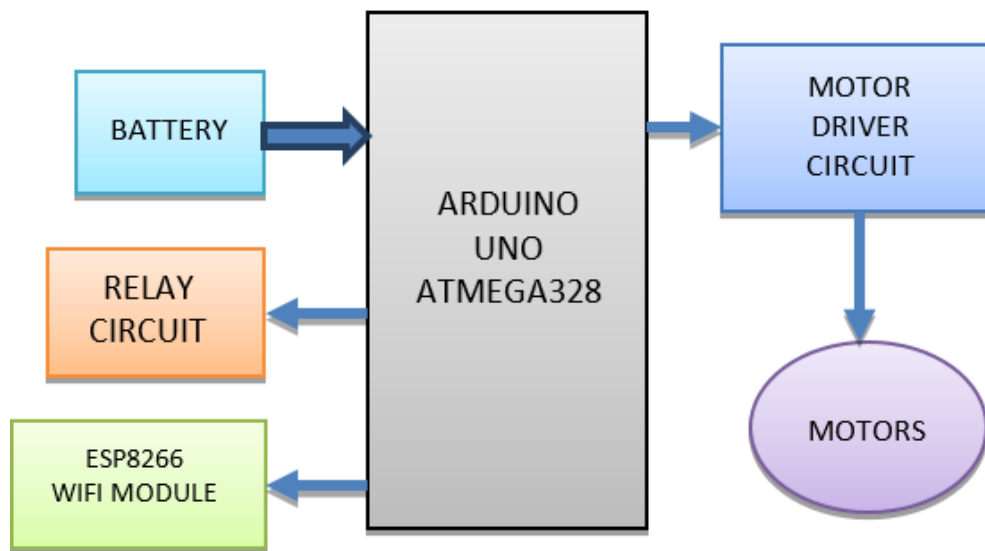 BATTERY
RELAY
CIRCUIT
ESP8266
WIFI MODULE
ARDUINO
UNO
ATMEGA328
MOTOR
DRIVER
CIRCUIT
MOTORS